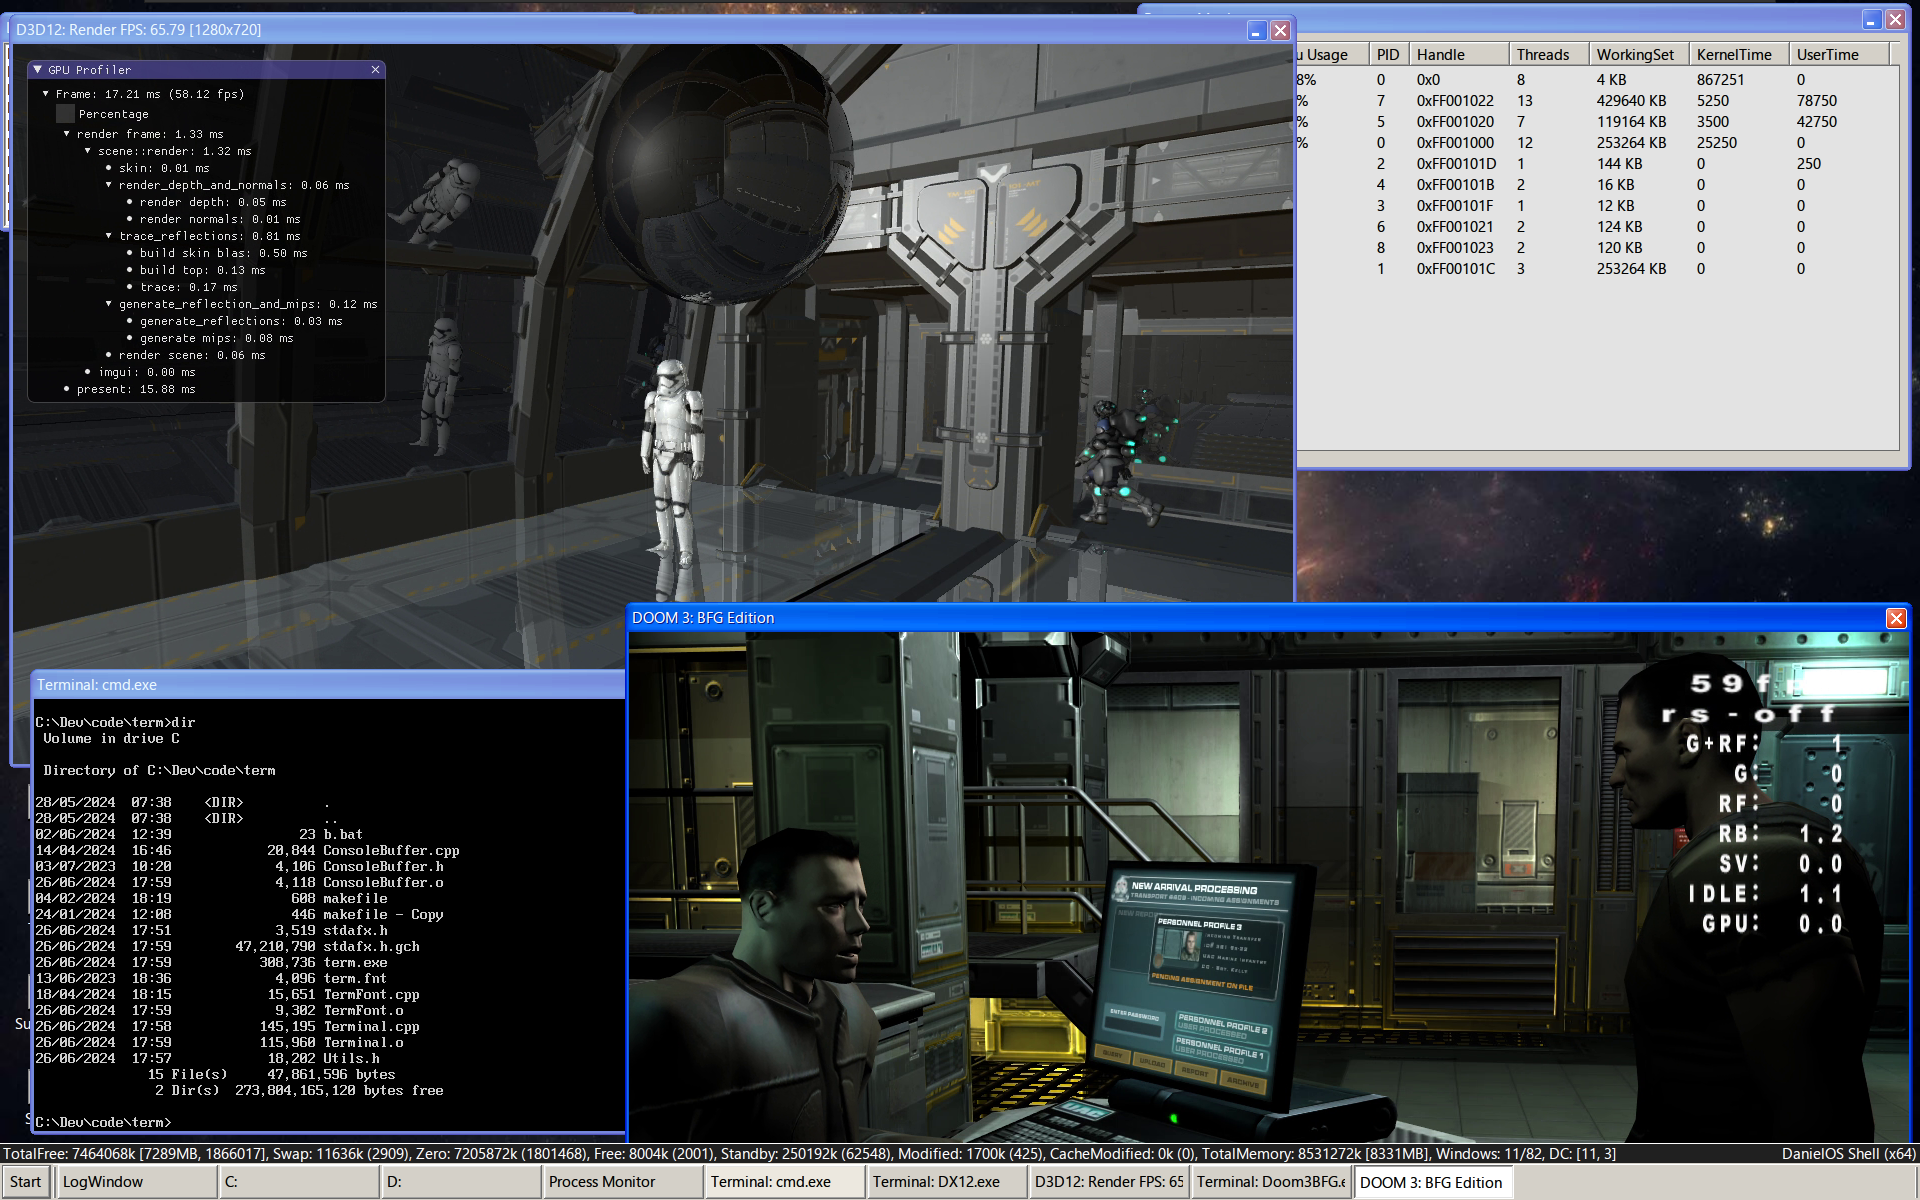 D3D12: Render FPS: 65.79 [1280x720]
GPU Profiler
Frame: 17.21 ms (58.12 fps)
Percentage
render frame: 1.33 ms
scene::render: 1.32 ms
skin: 0.01 ms
render_depth_and_normals: 0.06 ms
render depth: 0.05 ms
render normals: 0.01 ms
trace_reflections: 0.81 ms
build skin blas: 0.50 ms
build top: 0.13 ms
trace: 0.17 ms
generate_reflection_and_mips: 0.12 ms
generate_reflections: 0.03 ms
generate mips: 0.08 ms
render scene: 0.06 ms
imgui: 0.00 ms
present: 15.88 ms
u Usage PID Handle Threads WorkingSet KernelTime UserTime
8% 0 0x0 8 4 KB 867251 0
% 7 0xFF001022 13 429640 KB 5250 78750
% 5 0xFF001020 7 119164 KB 3500 42750
% 0 0xFF001000 12 253264 KB 25250 0
2 0xFF00101D 1 144 KB 0 250
4 0xFF00101B 2 16 KB 0 0
3 0xFF00101F 1 12 KB 0 0
6 0xFF001021 2 124 KB 0 0
8 0xFF001023 2 120 KB 0 0
1 0xFF00101C 3 253264 KB 0 0
Terminal: cmd.exe
C:\Dev\code\term>dir
Volume in drive C
Directory of C:\Dev\code\term
28/05/2024 07:38 <DIR> .
28/05/2024 07:38 <DIR> ..
02/06/2024 12:39 23 b.bat
14/04/2024 16:46 20,844 ConsoleBuffer.cpp
03/07/2023 10:20 4,106 ConsoleBuffer.h
26/06/2024 17:59 4,118 ConsoleBuffer.o
04/02/2024 18:19 608 makefile
24/01/2024 12:08 446 makefile - Copy
26/06/2024 17:51 3,519 stdafx.h
26/06/2024 17:59 47,210,790 stdafx.h.gch
26/06/2024 17:59 308,736 term.exe
13/06/2023 18:36 4,096 term.fnt
18/04/2024 18:15 15,651 TermFont.cpp
26/06/2024 17:59 9,302 TermFont.o
26/06/2024 17:58 145,195 Terminal.cpp
26/06/2024 17:59 115,960 Terminal.o
26/06/2024 17:57 18,202 Utils.h
15 File(s) 47,861,596 bytes
2 Dir(s) 273,804,165,120 bytes free
C:\Dev\code\term>
DOOM 3: BFG Edition
59f
rs-off
G+RF: 1
G: 0
RF: 0
RB: 1.2
SV: 0.0
IDLE: 1.1
GPU: 0.0
NEW ARRIVAL PROCESSING
INCOMING ASSIGNMENTS
PERSONNEL PROFILE 3
INCOMING TRANSFER
UAC MARINE INFANTRY
PENDING ASSIGNMENT ON FILE
ENTER PASSWORD
PERSONNEL PROFILE 2
USER PROCESSED
PERSONNEL PROFILE 1
USER PROCESSED
UPLOAD
REPORT
ARCHIVE
UAC
Su
TotalFree: 7464068k [7289MB, 1866017], Swap: 11636k (2909), Zero: 7205872k (1801468), Free: 8004k (2001), Standby: 250192k (62548), Modified: 1700k (425), CacheModified: 0k (0), TotalMemory: 8531272k [8331MB], Windows: 11/82, DC: [11, 3] DanielOS Shell (x64)
Start LogWindow C: D: Process Monitor Terminal: cmd.exe Terminal: DX12.exe D3D12: Render FPS: 65 Terminal: Doom3BFG.e DOOM 3: BFG Edition